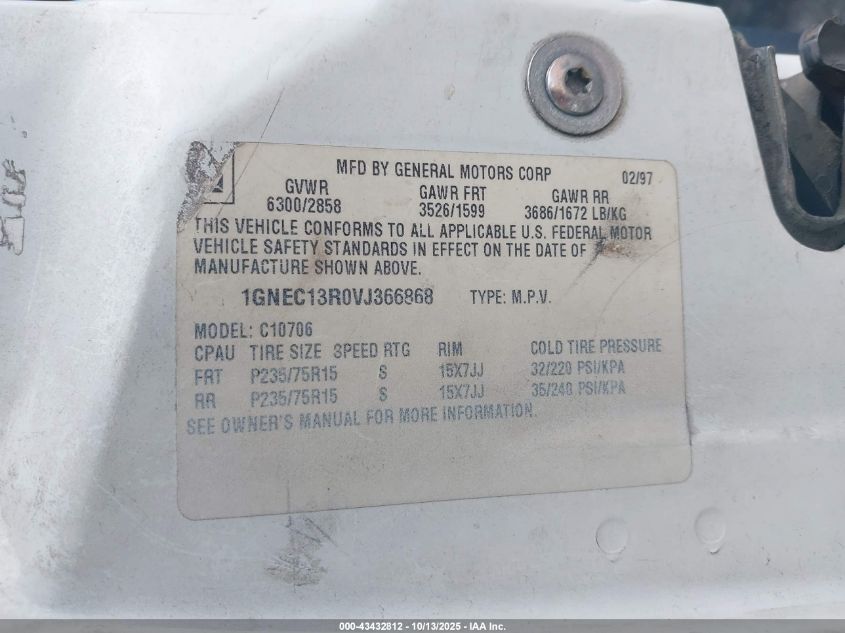 MFD BY GENERAL MOTORS CORP 02/97
GVWR GAWR FRT GAWR RR
6300/2858 3526/1599 3686/1672 LB/KG
THIS VEHICLE CONFORMS TO ALL APPLICABLE U.S. FEDERAL MOTOR
VEHICLE SAFETY STANDARDS IN EFFECT ON THE DATE OF
MANUFACTURE SHOWN ABOVE.
1GNEC13R0VJ366868 TYPE: M.P.V.
MODEL: C10706
CPAU TIRE SIZE SPEED RTG RIM COLD TIRE PRESSURE
FRT P235/75R15 S 15X7JJ 32/220 PSI/KPA
RR P235/75R15 S 15X7JJ 35/240 PSI/KPA
SEE OWNER'S MANUAL FOR MORE INFORMATION.
000-43432812 - 10/13/2025 - IAA Inc.